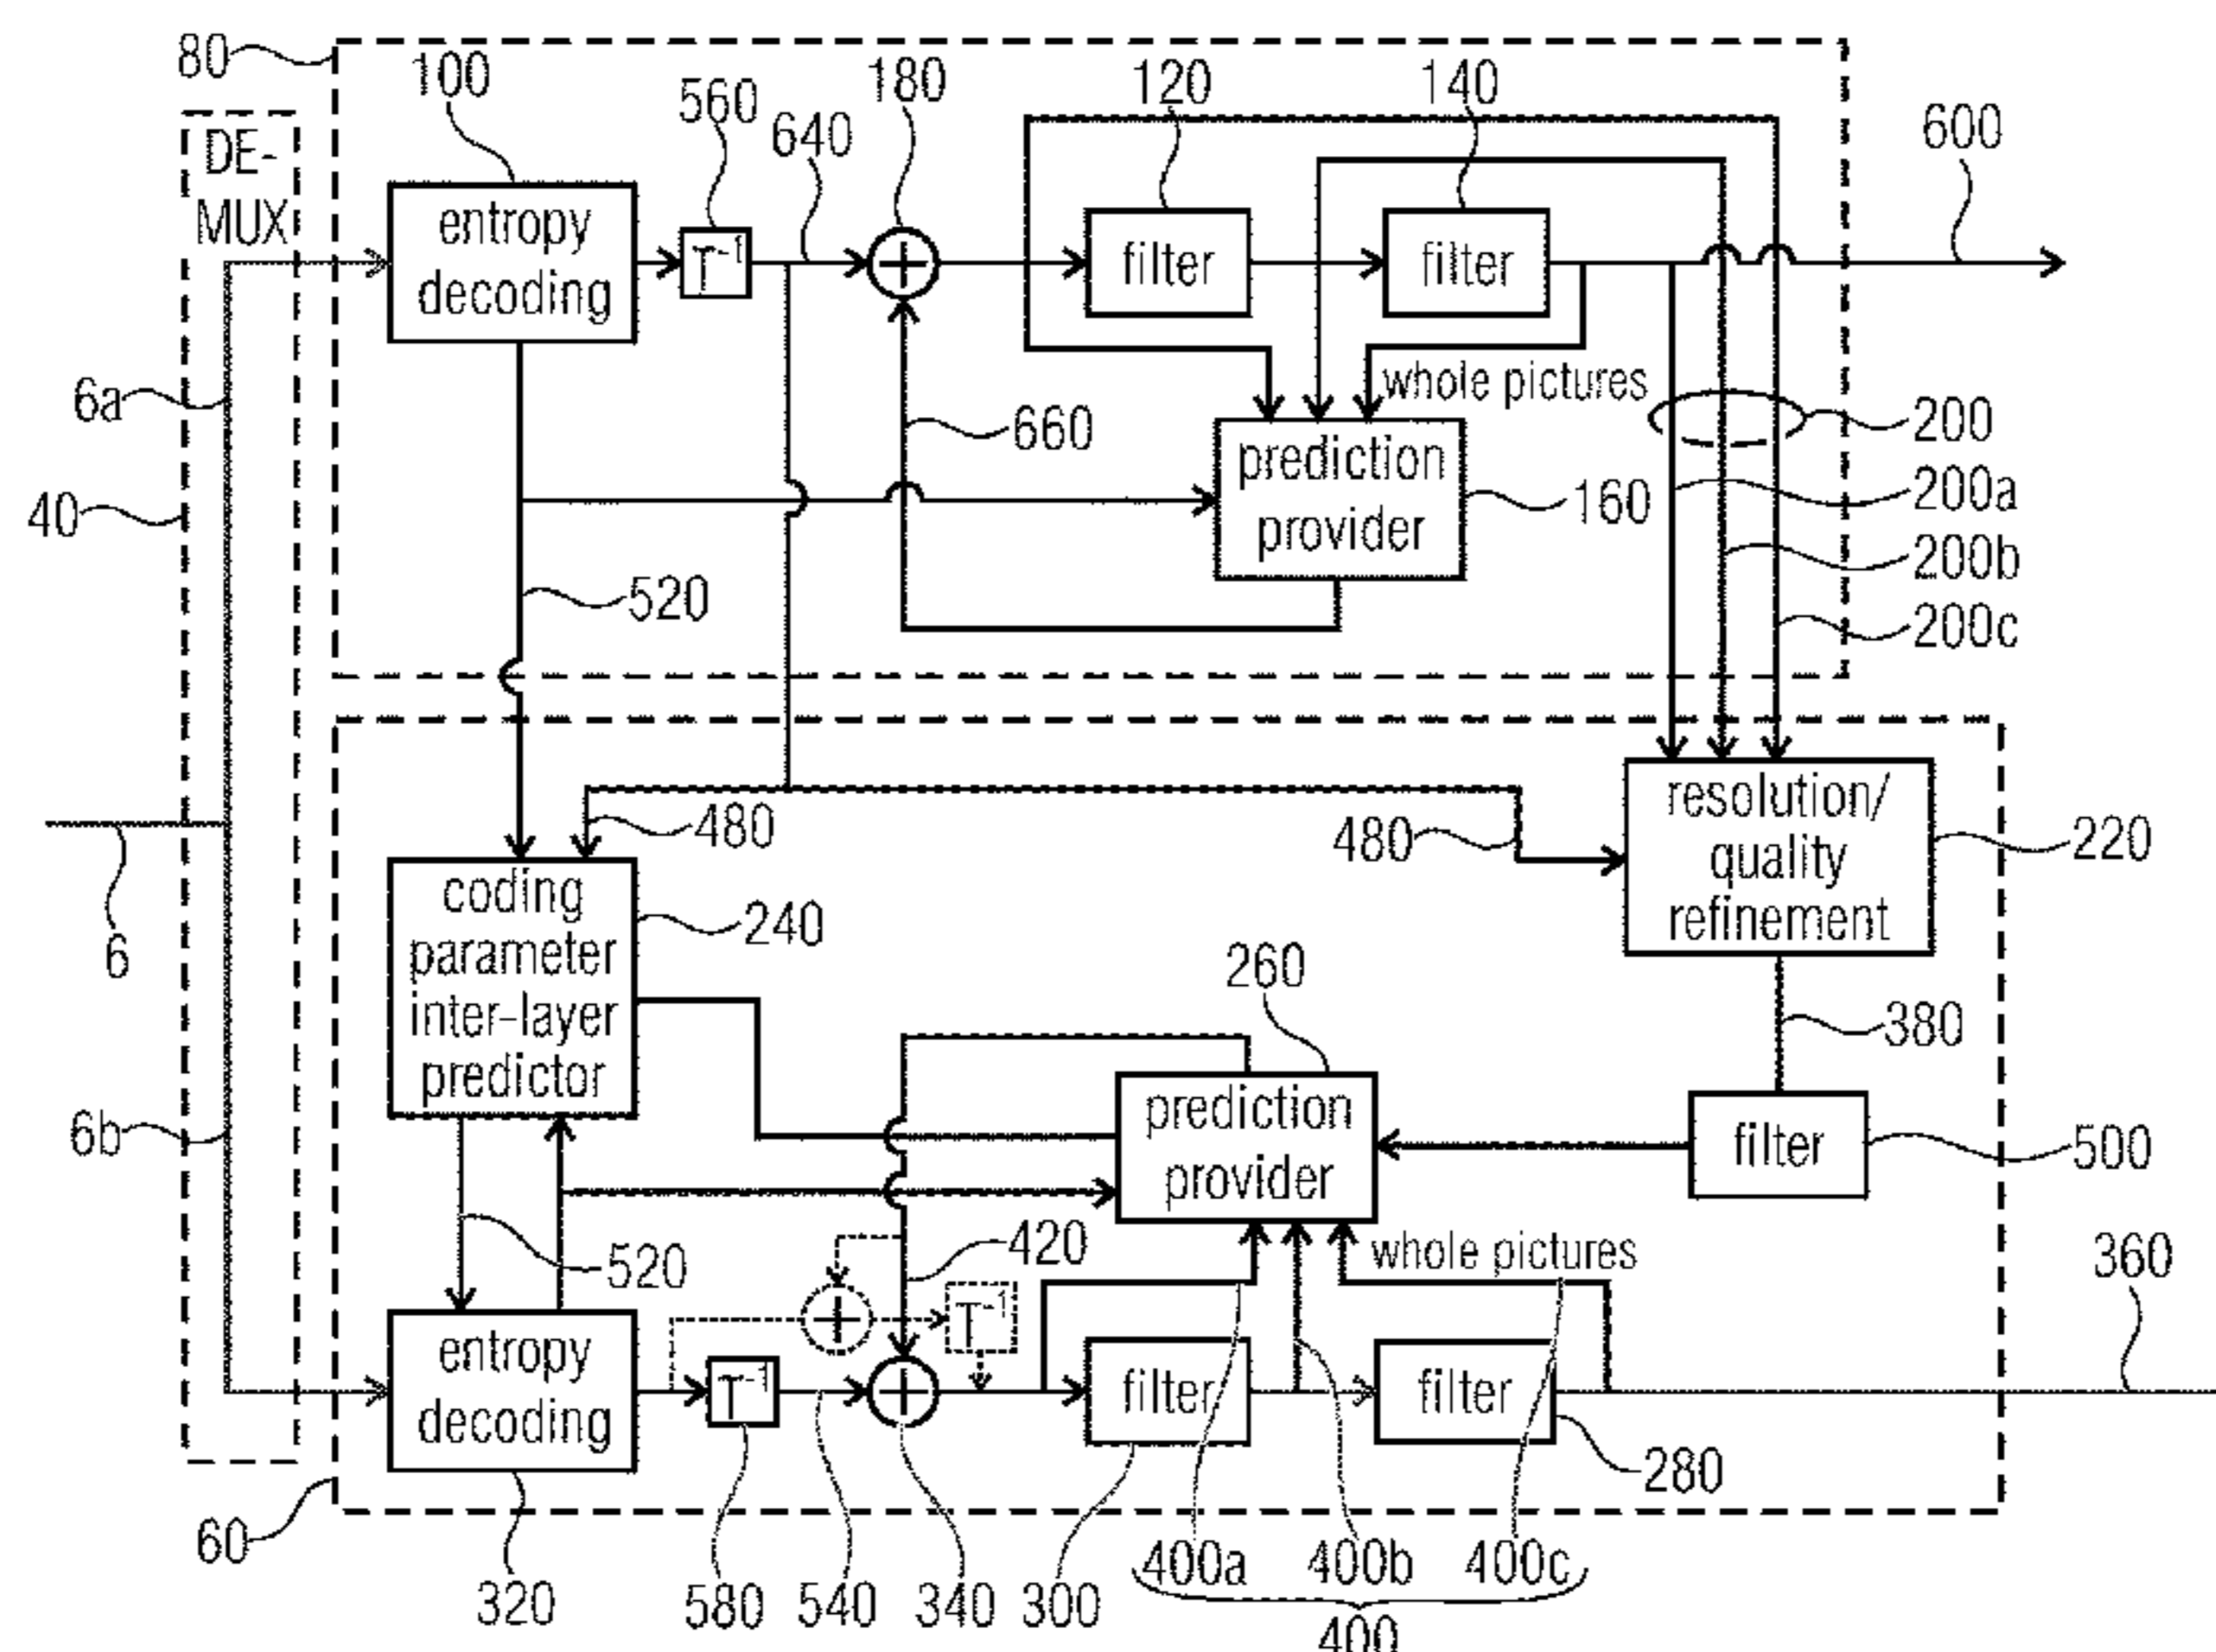 80
100
560
640
180
120
140
600
DE-
MUX
entropy
decoding
T⁻¹
filter
filter
6a
whole pictures
660
200
prediction
provider
160
200a
40
200b
520
200c
resolution/
quality
refinement
480
480
220
6
coding
parameter
inter-layer
predictor
240
260
380
6b
prediction
provider
filter
500
520
420
whole pictures
360
T⁻¹
entropy
decoding
T⁻¹
filter
filter
280
60
320
580
540
340
300
400a
400b
400c
400